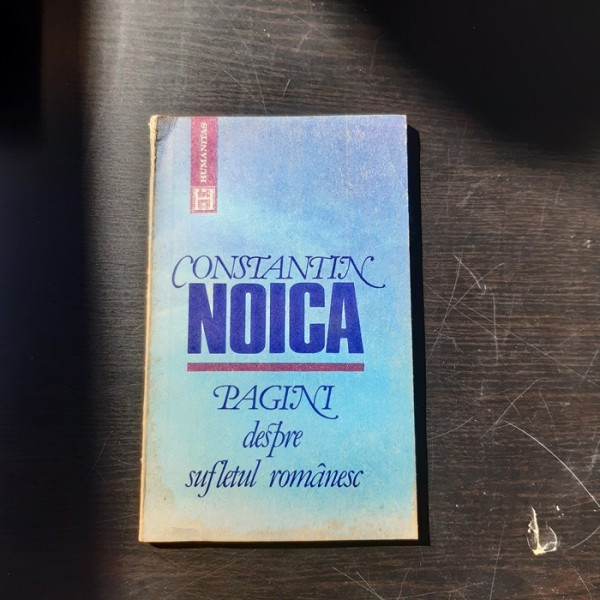 HUMANITAS
H
CONSTANTIN
NOICA
PAGINI
despre
sufletul românesc